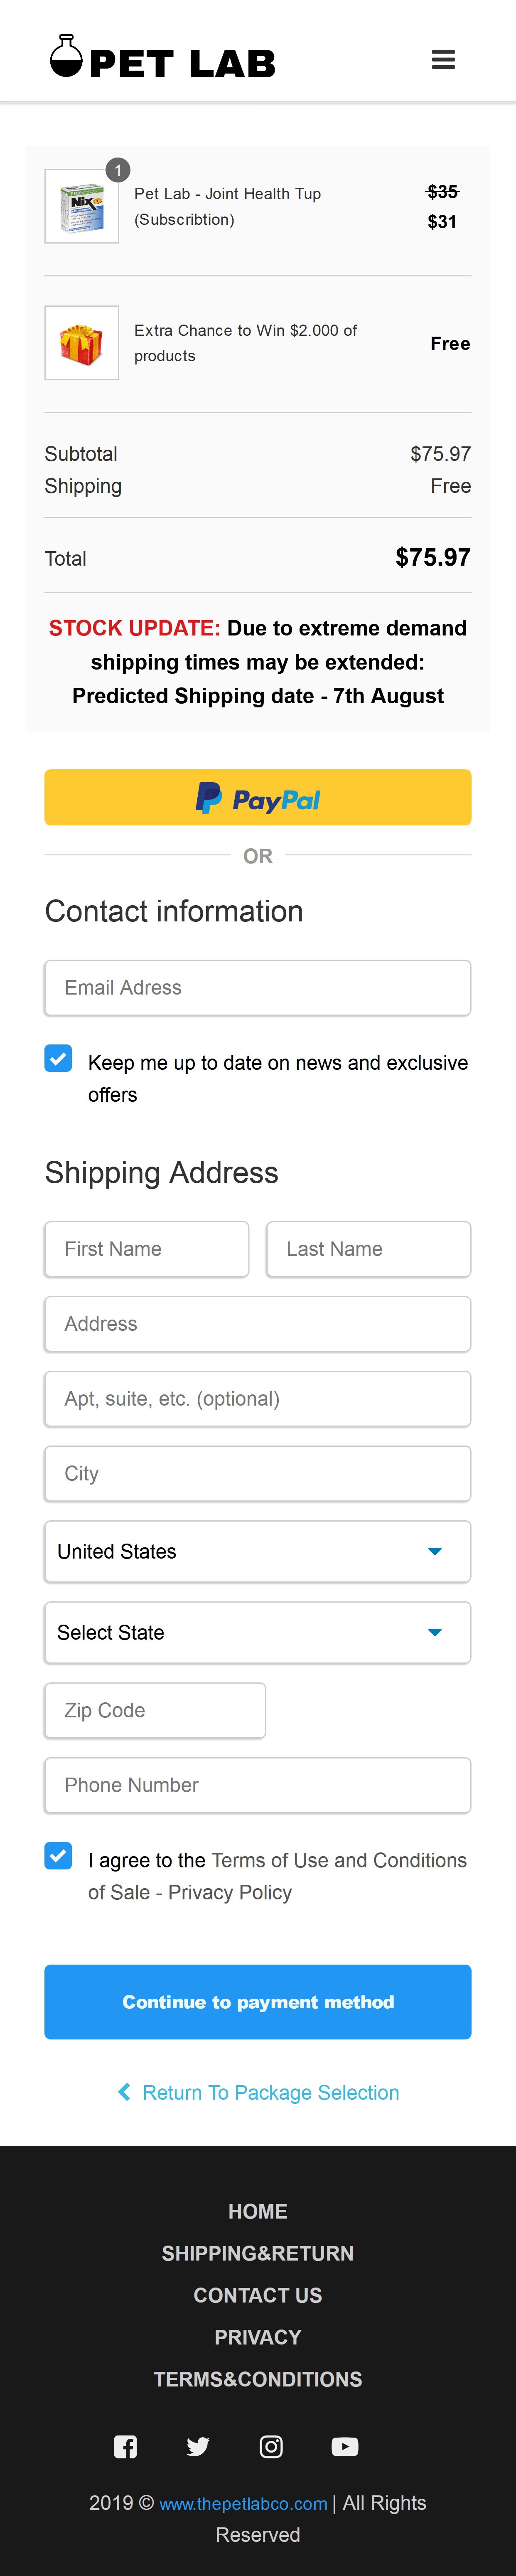 PET LAB
1
Pet Lab - Joint Health Tup
(Subscribtion)
$35
$31
Nix
Extra Chance to Win $2.000 of
products
Free
Subtotal $75.97
Shipping Free
Total $75.97
STOCK UPDATE: Due to extreme demand
shipping times may be extended:
Predicted Shipping date - 7th August
PayPal
OR
Contact information
Email Adress
Keep me up to date on news and exclusive
offers
Shipping Address
First Name Last Name
Address
Apt, suite, etc. (optional)
City
United States
Select State
Zip Code
Phone Number
I agree to the Terms of Use and Conditions
of Sale - Privacy Policy
Continue to payment method
Return To Package Selection
HOME
SHIPPING&RETURN
CONTACT US
PRIVACY
TERMS&CONDITIONS
2019 © www.thepetlabco.com | All Rights
Reserved